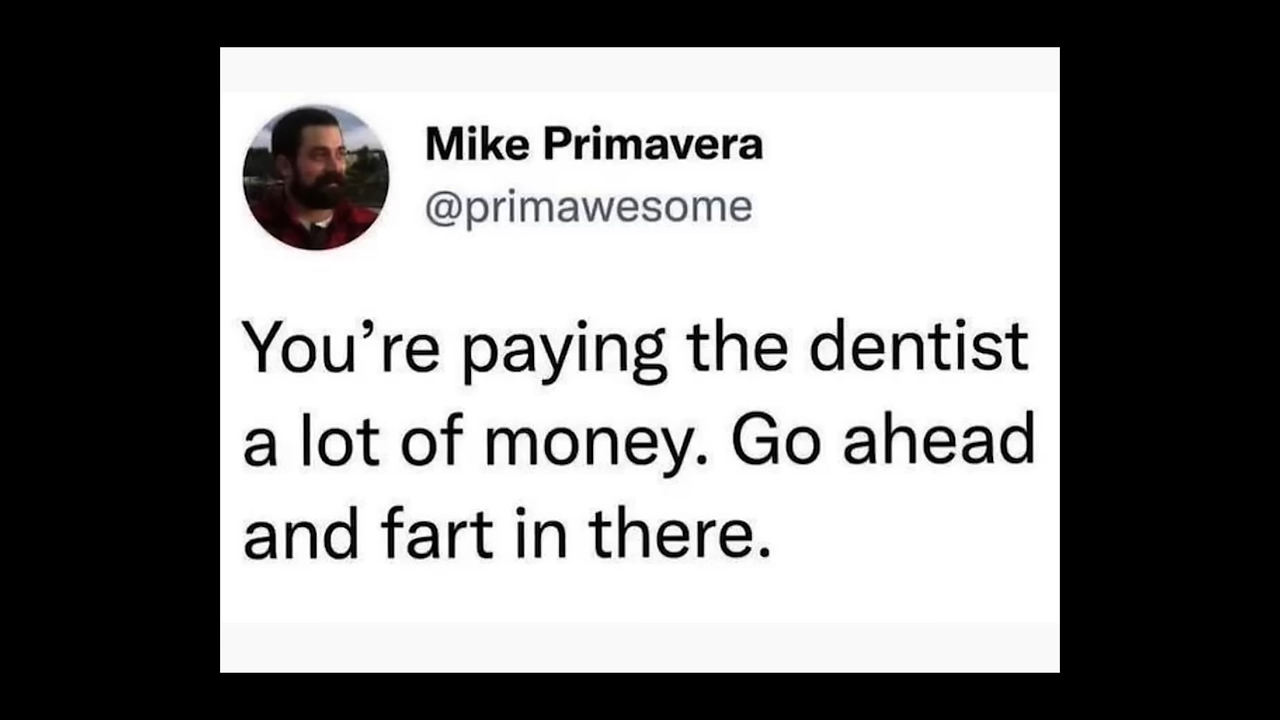 Mike Primavera
@primawesome
You’re paying the dentist
a lot of money. Go ahead
and fart in there.